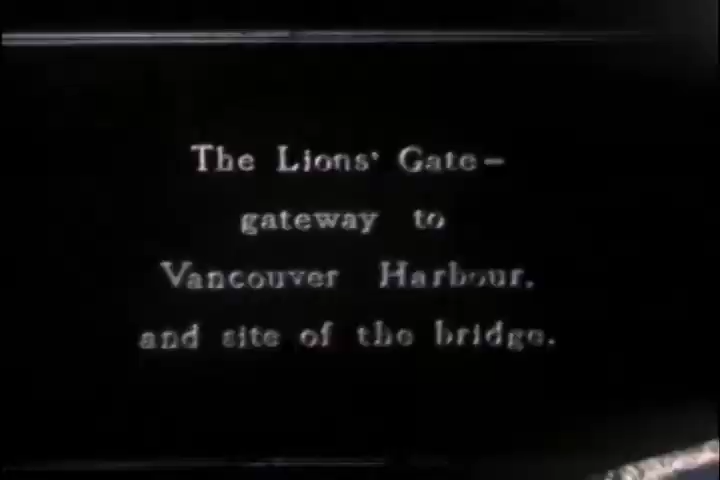 The Lions' Gate—
gateway to
Vancouver Harbour,
and site of the bridge.